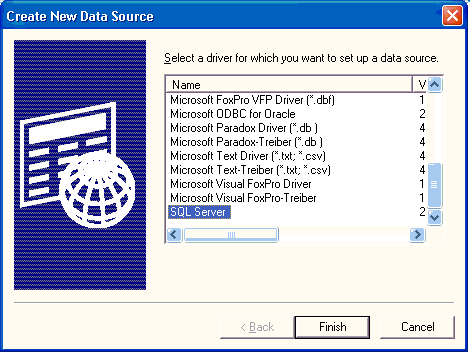 Create New Data Source
Select a driver for which you want to set up a data source.
Name V
Microsoft FoxPro VFP Driver (*.dbf) 1
Microsoft ODBC for Oracle 2
Microsoft Paradox Driver (*.db ) 4
Microsoft Paradox-Treiber (*.db ) 4
Microsoft Text Driver (*.txt; *.csv) 4
Microsoft Text-Treiber (*.txt; *.csv) 4
Microsoft Visual FoxPro Driver 1
Microsoft Visual FoxPro-Treiber 1
SQL Server 2
< Back
Finish
Cancel